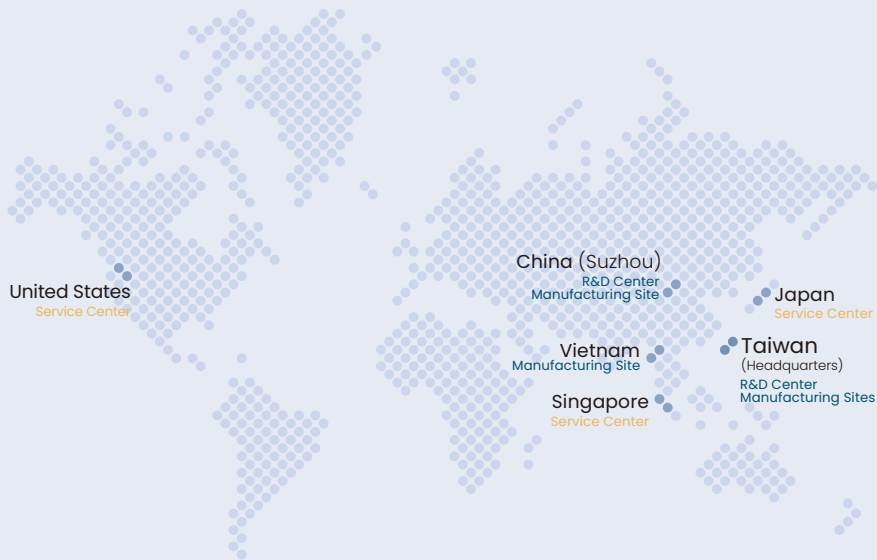 United States
Service Center
China (Suzhou)
R&D Center
Manufacturing Site
Japan
Service Center
Vietnam
Manufacturing Site
Taiwan
(Headquarters)
R&D Center
Manufacturing Sites
Singapore
Service Center